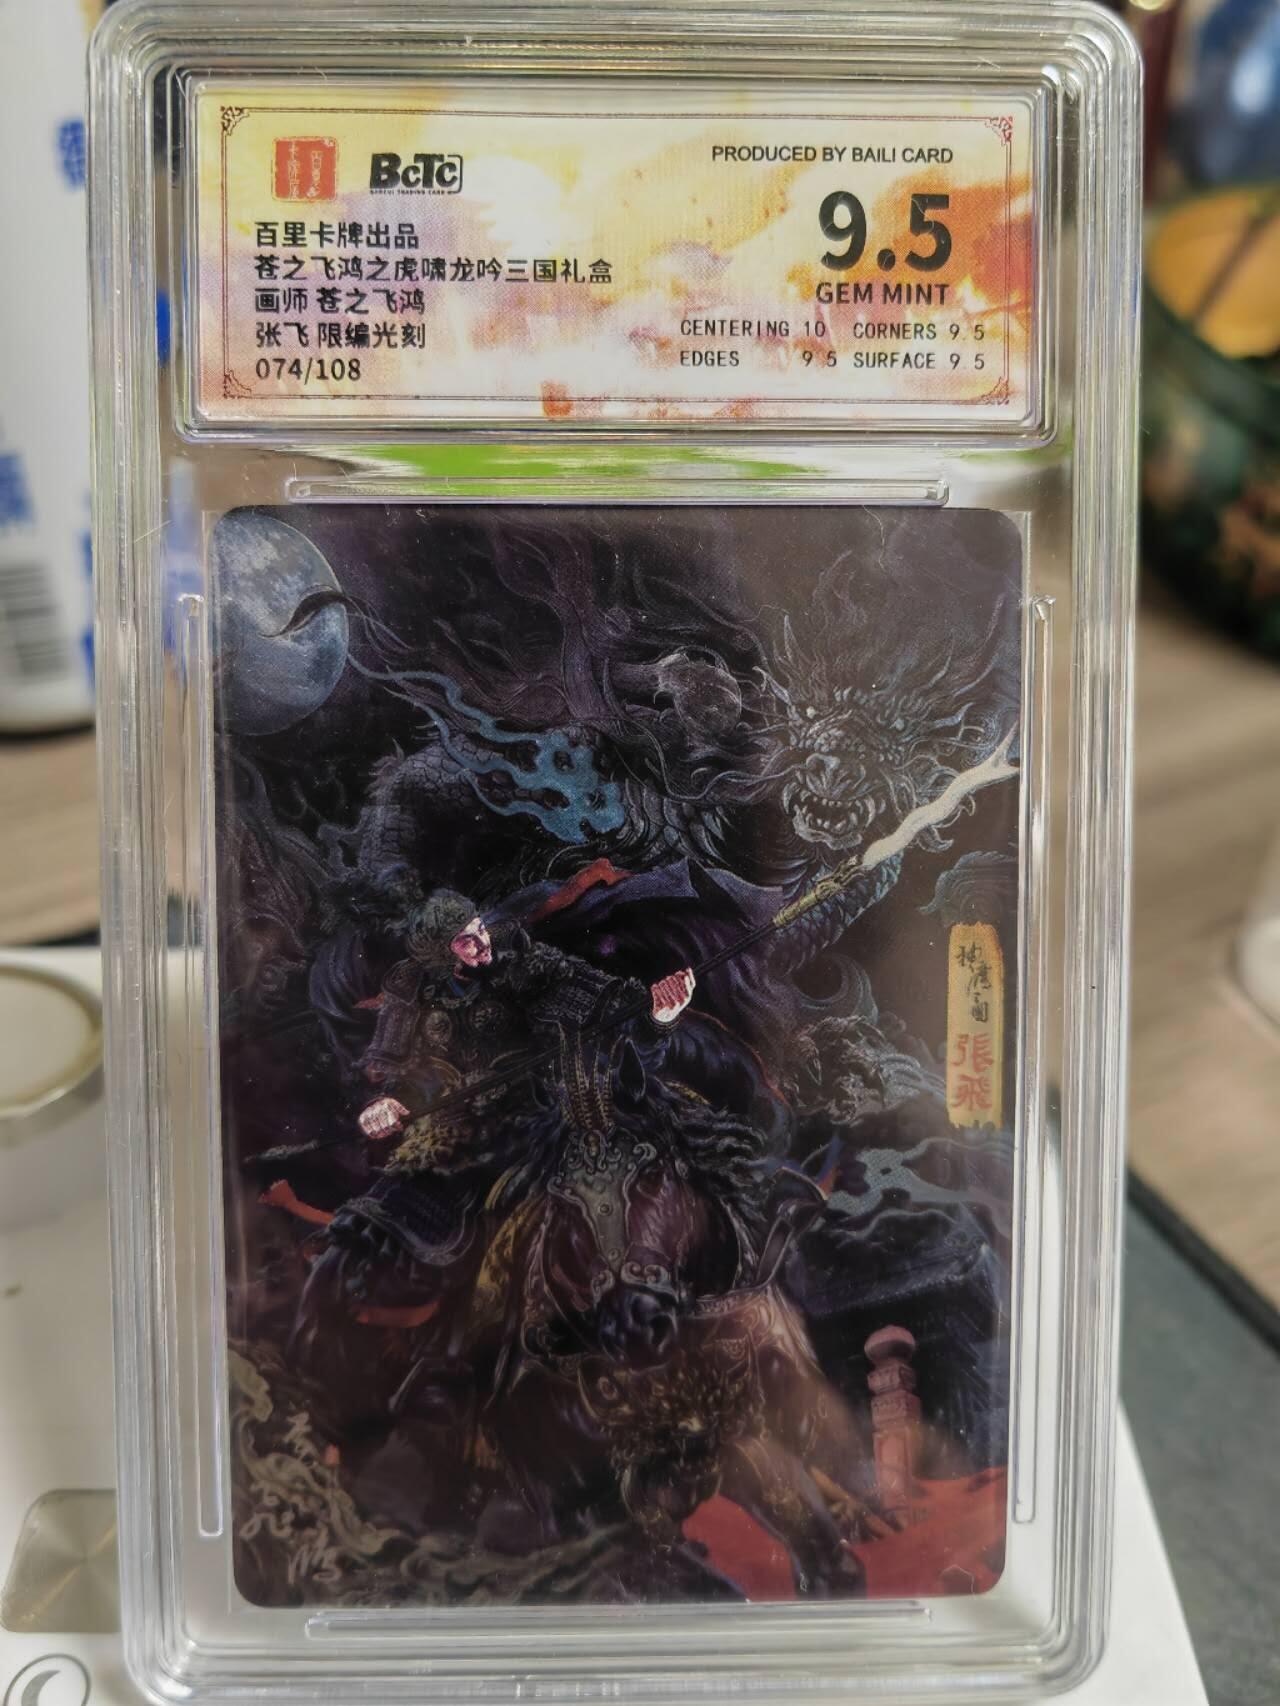 BCTC
PRODUCED BY BAILI CARD
百里卡牌出品
苍之飞鸿之虎啸龙吟三国礼盒
画师 苍之飞鸿
张飞 限编光刻
074/108
9.5
GEM MINT
CENTERING 10 CORNERS 9.5
EDGES 9.5 SURFACE 9.5
張飛